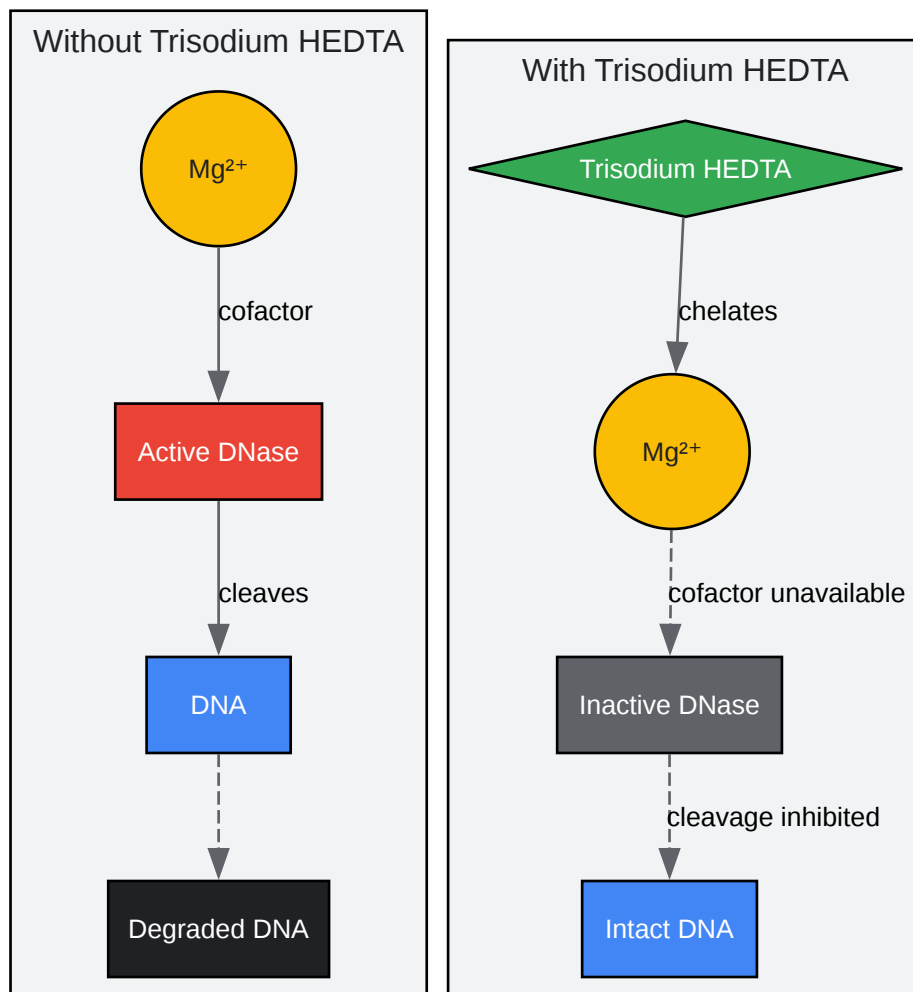 Without Trisodium HEDTA
Mg²⁺
cofactor
Active DNase
cleaves
DNA
Degraded DNA
With Trisodium HEDTA
Trisodium HEDTA
chelates
Mg²⁺
cofactor unavailable
Inactive DNase
cleavage inhibited
Intact DNA